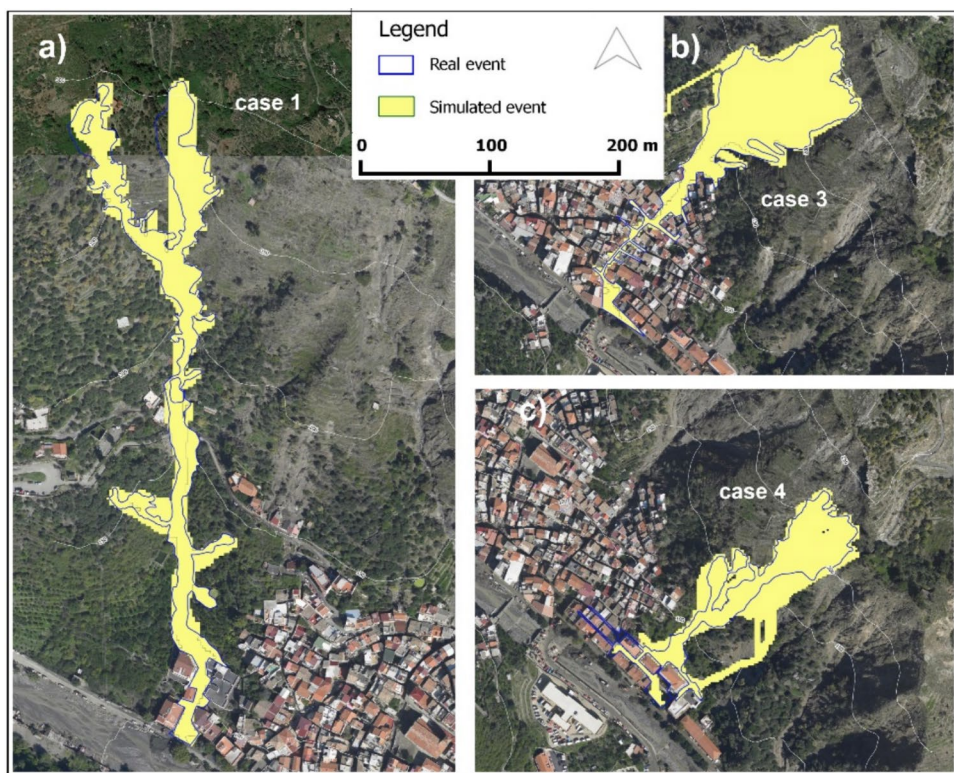 a)
case 1
Legend
Real event
Simulated event
0 100 200 m
b)
case 3
c)
case 4